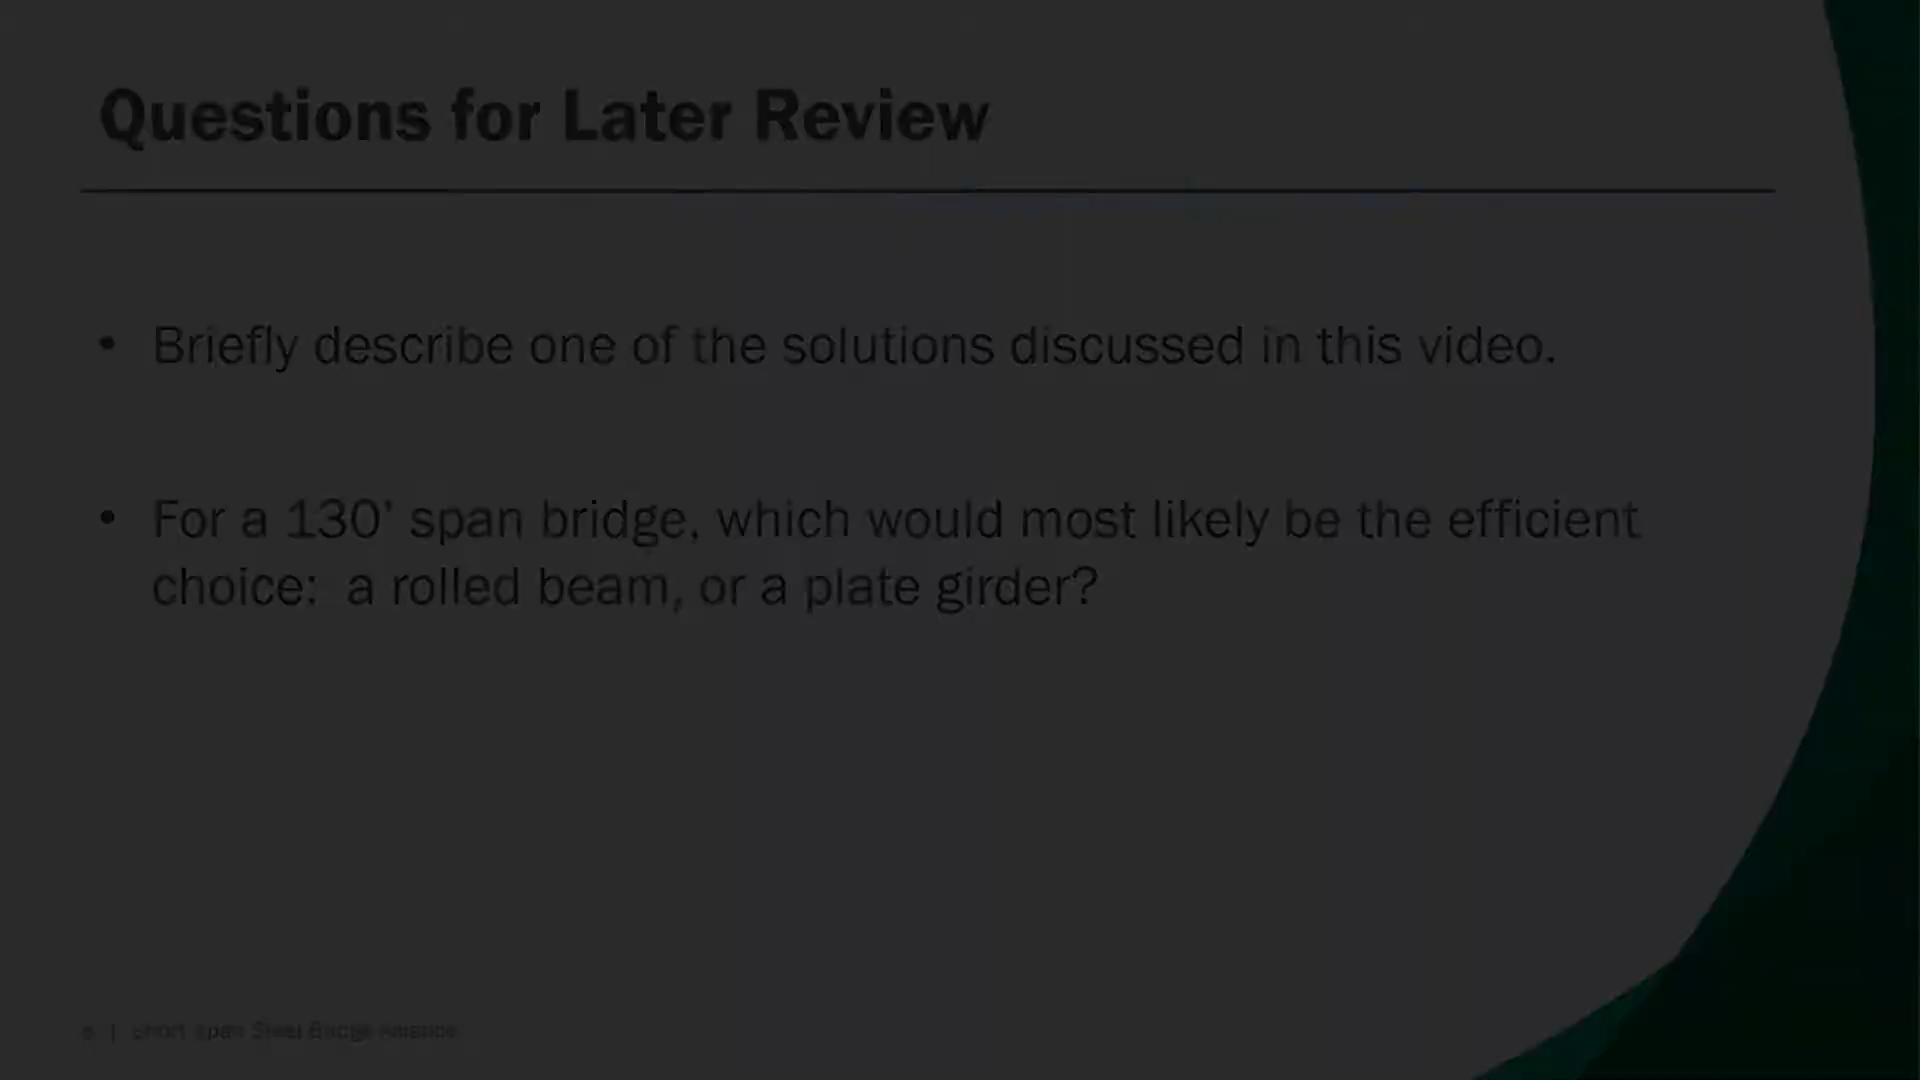 Questions for Later Review
• Briefly describe one of the solutions discussed in this video.
• For a 130' span bridge, which would most likely be the efficient
choice:  a rolled beam, or a plate girder?
| Short Span Steel Bridge Alliance